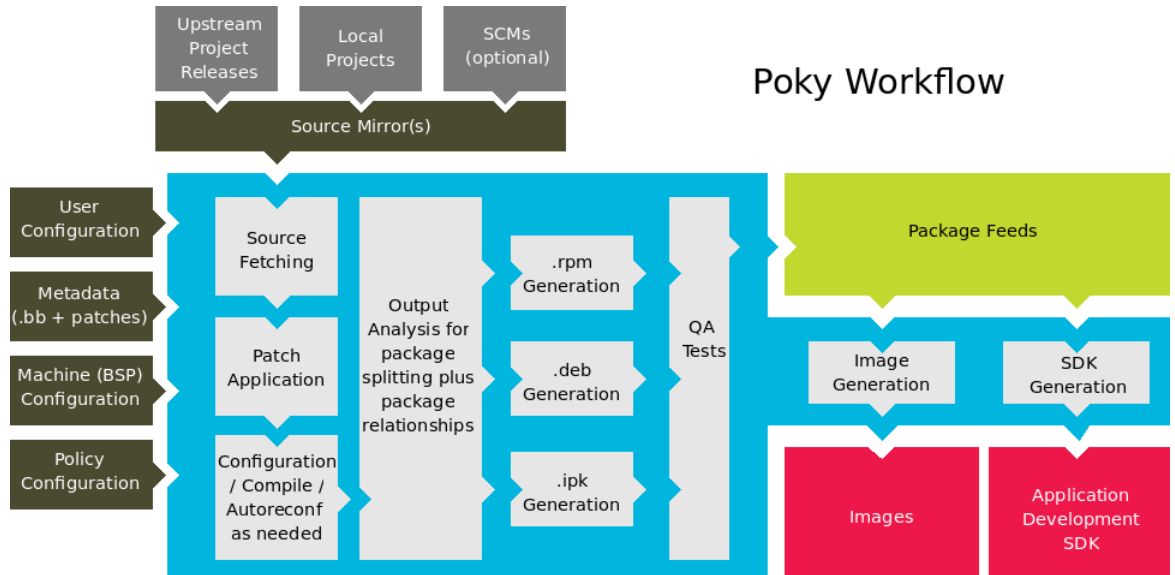 Upstream
Project
Releases
Local
Projects
SCMs
(optional)
Poky Workflow
Source Mirror(s)
User
Configuration
Metadata
(.bb + patches)
Machine (BSP)
Configuration
Policy
Configuration
Source
Fetching
Patch
Application
Configuration
/ Compile /
Autoreconf
as needed
Output
Analysis for
package
splitting plus
package
relationships
.rpm
Generation
.deb
Generation
.ipk
Generation
QA
Tests
Package Feeds
Image
Generation
SDK
Generation
Images
Application
Development
SDK